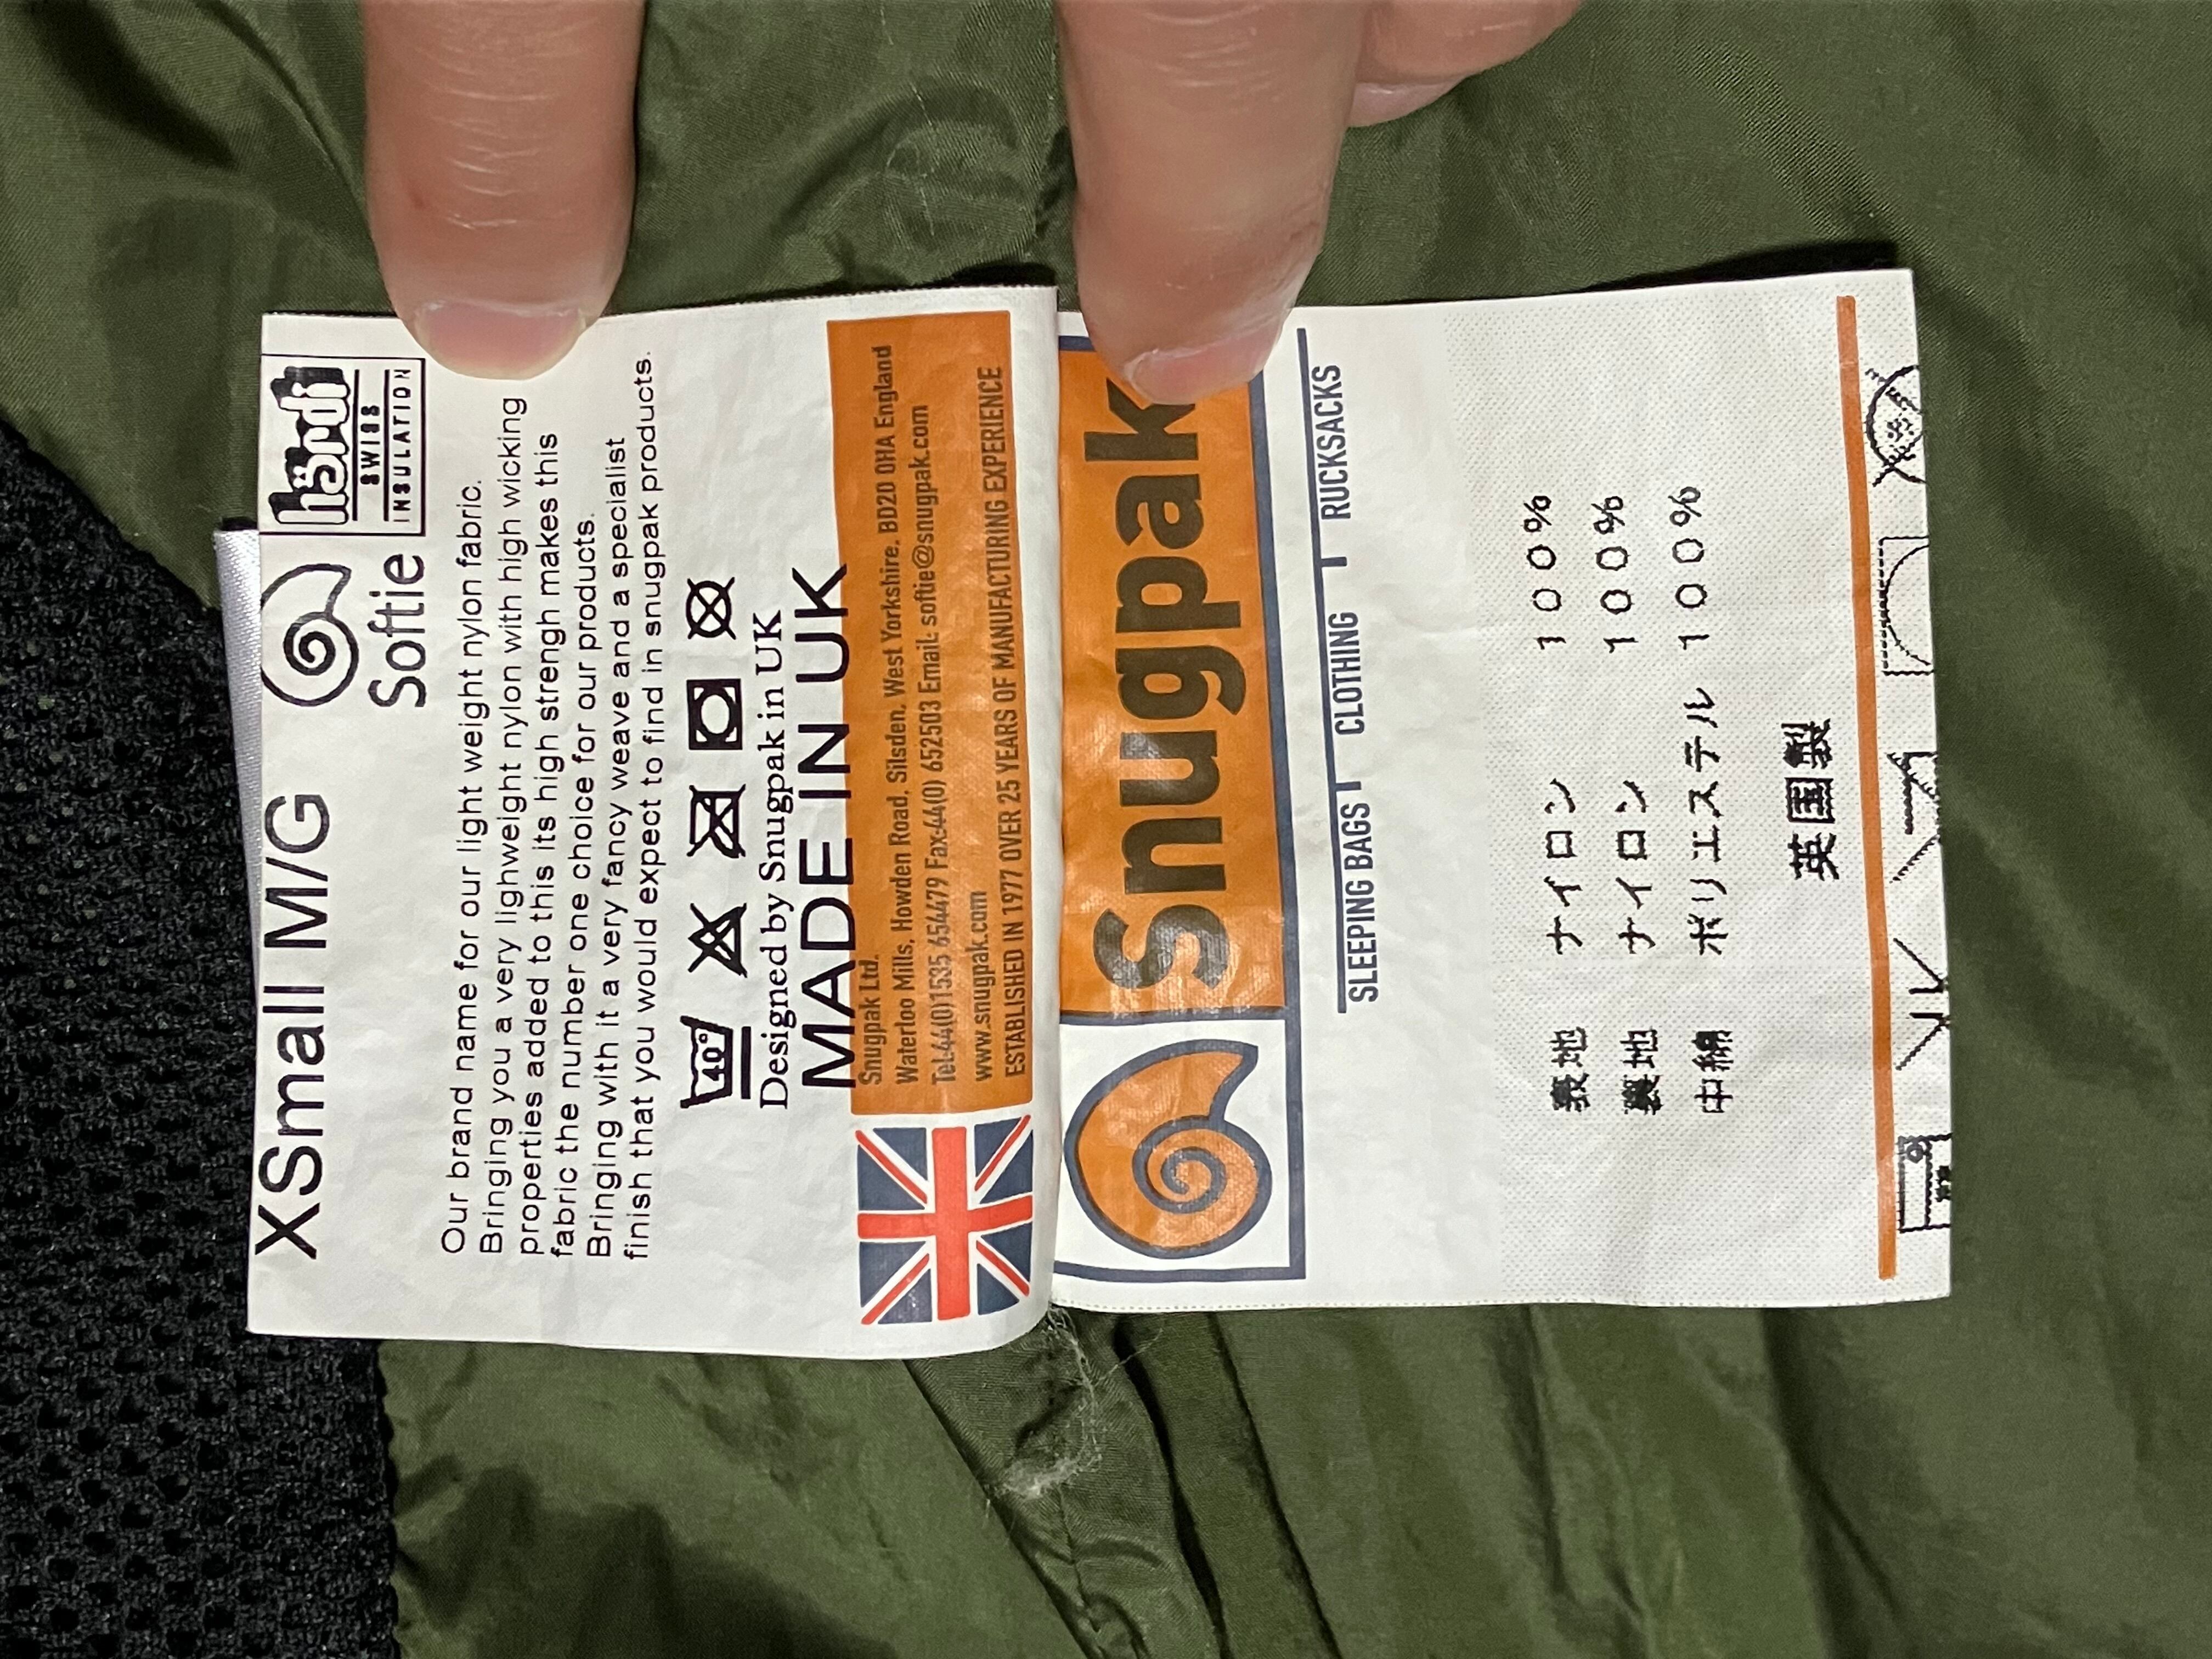 XSmall M/G
Softie
härdi
SWISS
INSULATION
Our brand name for our light weight nylon fabric.
Bringing you a very lighweight nylon with high wicking
properties added to this its high strengh makes this
fabric the number one choice for our products.
Bringing with it a very fancy weave and a specialist
finish that you would expect to find in snugpak products.
40°
Designed by Snugpak in UK
MADE IN UK
Snugpak Ltd.
Waterloo Mills, Howden Road, Silsden, West Yorkshire, BD20 0HA England
Tel:44(0)1535 654479 Fax:44(0) 652503 Email: softie@snugpak.com
www.snugpak.com
ESTABLISHED IN 1977 OVER 25 YEARS OF MANUFACTURING EXPERIENCE
Snugpak
SLEEPING BAGS | CLOTHING | RUCKSACKS
表地 ナイロン 100%
裏地 ナイロン 100%
中綿 ポリエステル 100%
英国製